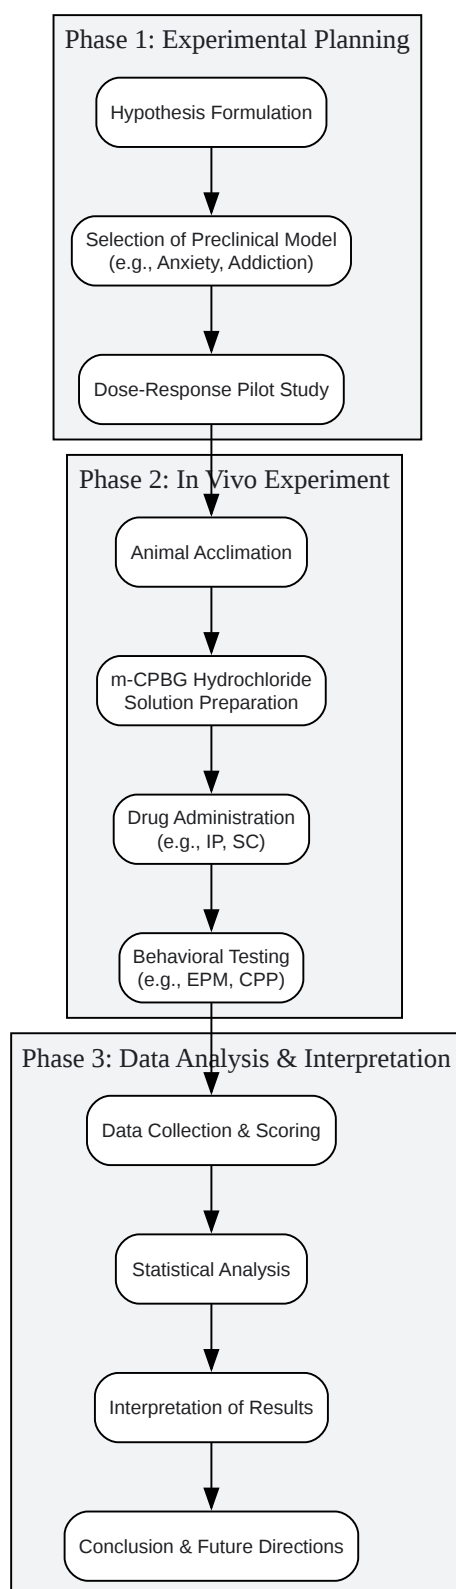 Phase 1: Experimental Planning
Hypothesis Formulation
Selection of Preclinical Model
(e.g., Anxiety, Addiction)
Dose-Response Pilot Study
Phase 2: In Vivo Experiment
Animal Acclimation
m-CPBG Hydrochloride
Solution Preparation
Drug Administration
(e.g., IP, SC)
Behavioral Testing
(e.g., EPM, CPP)
Phase 3: Data Analysis & Interpretation
Data Collection & Scoring
Statistical Analysis
Interpretation of Results
Conclusion & Future Directions